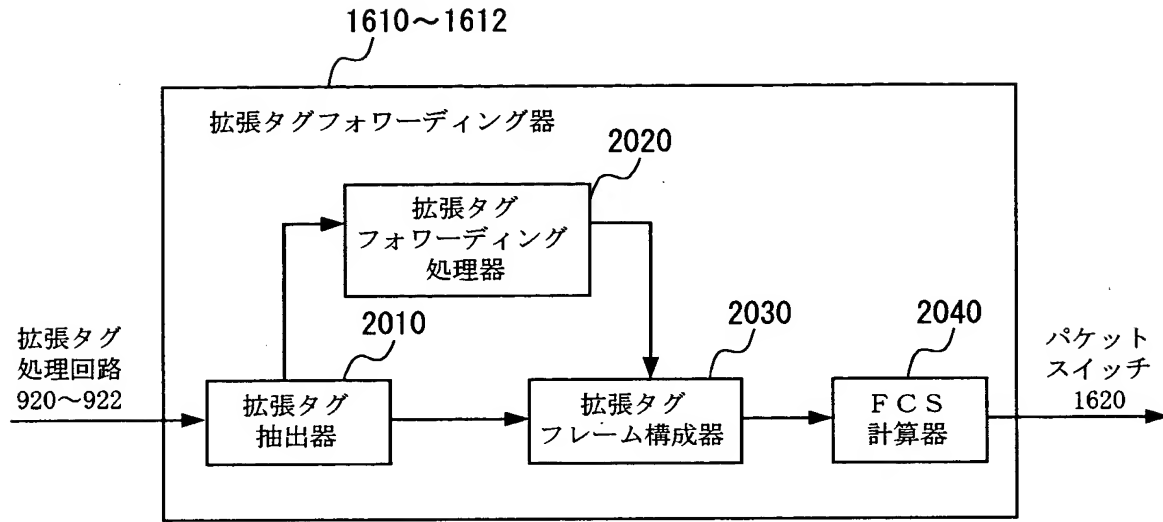 1610～1612
拡張タグフォワーディング器
2020
拡張タグ
フォワーディング
処理器
拡張タグ
処理回路
920～922
2010
拡張タグ
抽出器
2030
拡張タグ
フレーム構成器
2040
ＦＣＳ
計算器
パケット
スイッチ
1620